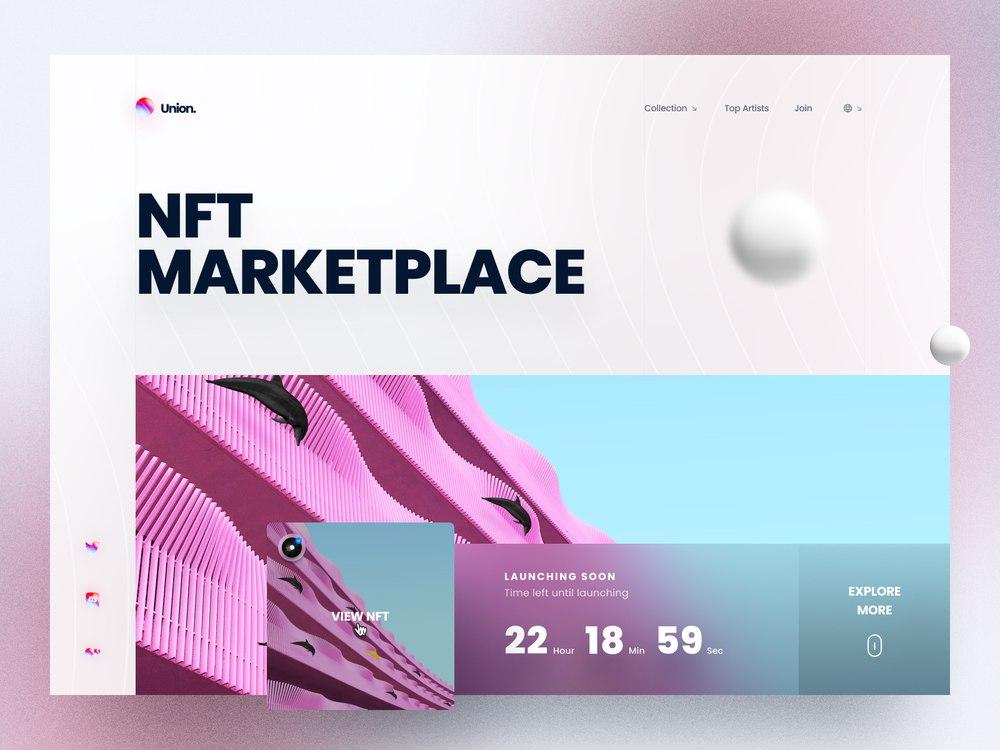 Union.
Collection
Top Artists
Join
NFT
MARKETPLACE
VIEW NFT
LAUNCHING SOON
Time left until launching
22 Hour 18 Min 59 Sec
EXPLORE
MORE